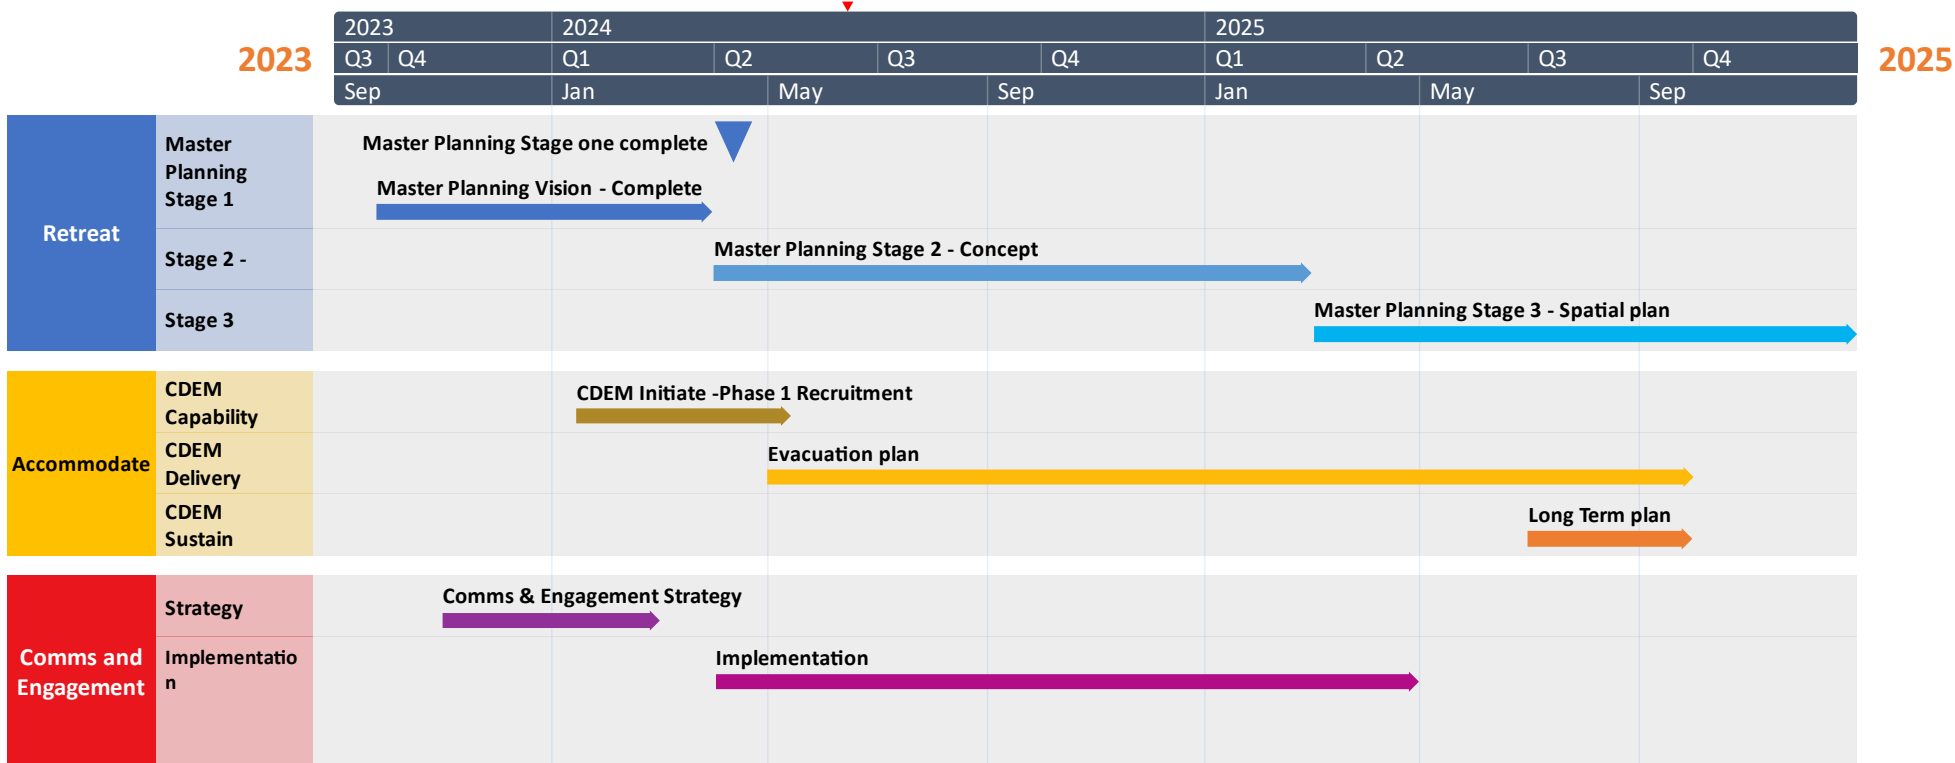 2023
2023 2024 2025
Q3 Q4 Q1 Q2 Q3 Q4 Q1 Q2 Q3 Q4
Sep Jan May Sep Jan May Sep
2025
Retreat
Master
Planning
Stage 1
Master Planning Stage one complete
Master Planning Vision - Complete
Stage 2 -
Master Planning Stage 2 - Concept
Stage 3
Master Planning Stage 3 - Spatial plan
Accommodate
CDEM
Capability
CDEM Initiate -Phase 1 Recruitment
CDEM
Delivery
Evacuation plan
CDEM
Sustain
Long Term plan
Comms and
Engagement
Strategy
Comms & Engagement Strategy
Implementatio
n
Implementation